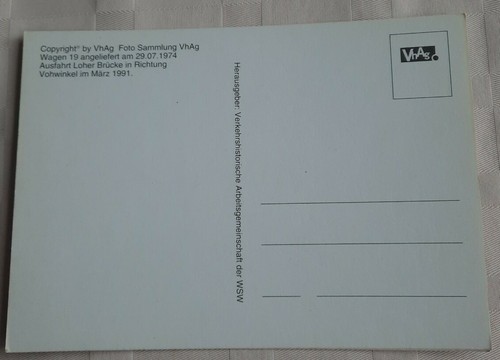 Copyright® by VhAg Foto Sammlung VhAg
Wagen 19 angeliefert am 29.07.1974
Ausfahrt Loher Brücke in Richtung
Vohwinkel im März 1991.
Herausgeber: Verkehrshistorische Arbeitsgemeinschaft der WSW
VhAg.